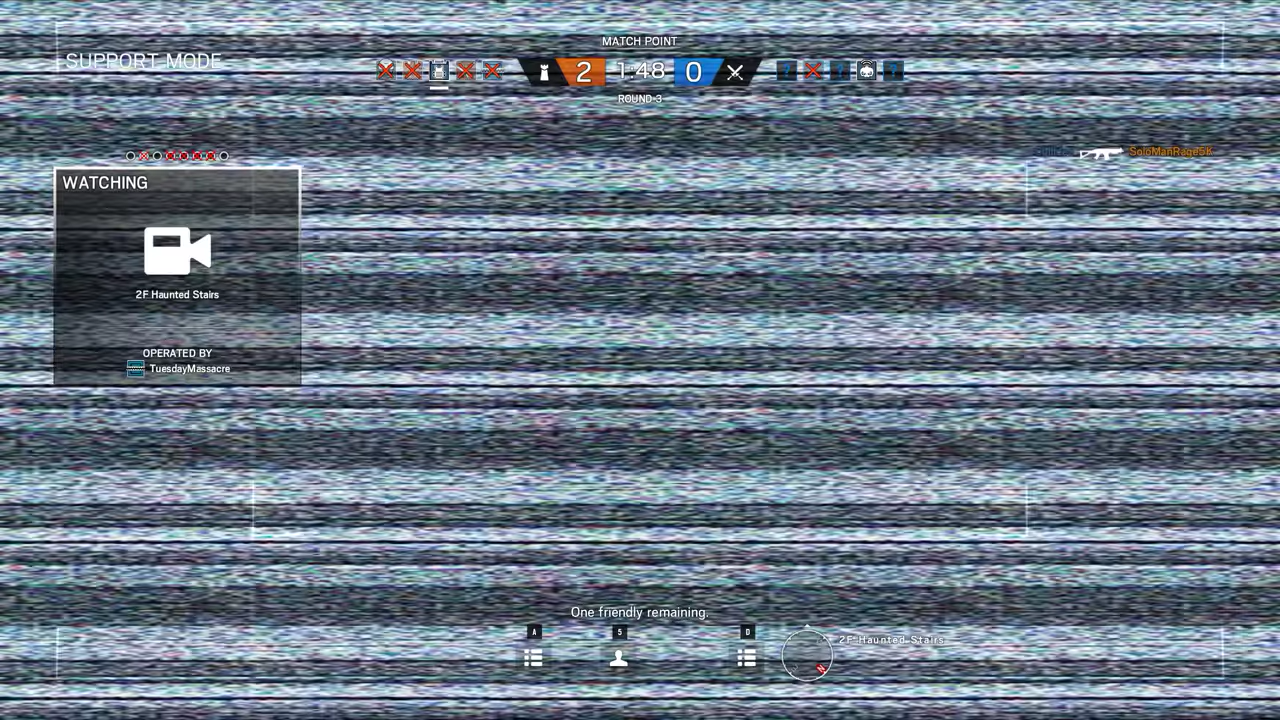 MATCH POINT
SUPPORT MODE
2 1:48 0
ROUND 3
SoloManRage5K
WATCHING
2F Haunted Stairs
OPERATED BY
TuesdayMassacre
One friendly remaining.
A 5 D
2F Haunted Stairs
N